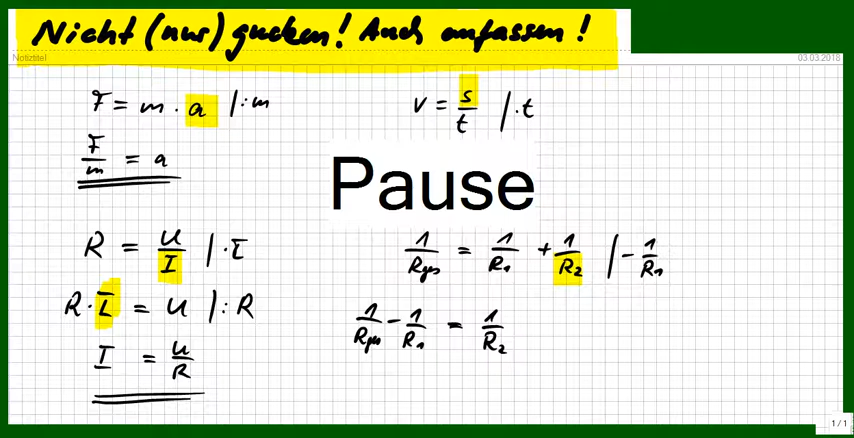 Nicht (nur) gucken! Auch anfassen!
Notiztitel
03.03.2018
F = m · a |:m
F/m = a
v = s/t |·t
Pause
R = U/I |·I
R·I = U |:R
I = U/R
1/Rges = 1/R1 + 1/R2 |-1/R1
1/Rges - 1/R1 = 1/R2
1/1